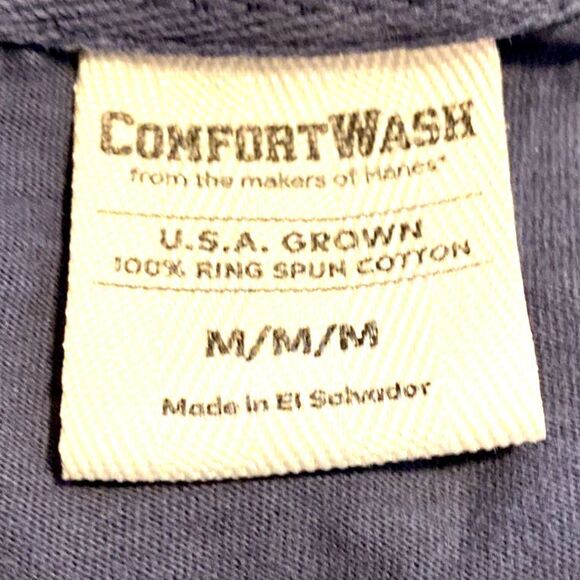 COMFORTWASH
from the makers of Hanes®
U.S.A. GROWN
100% RING SPUN COTTON
M/M/M
Made in El Salvador